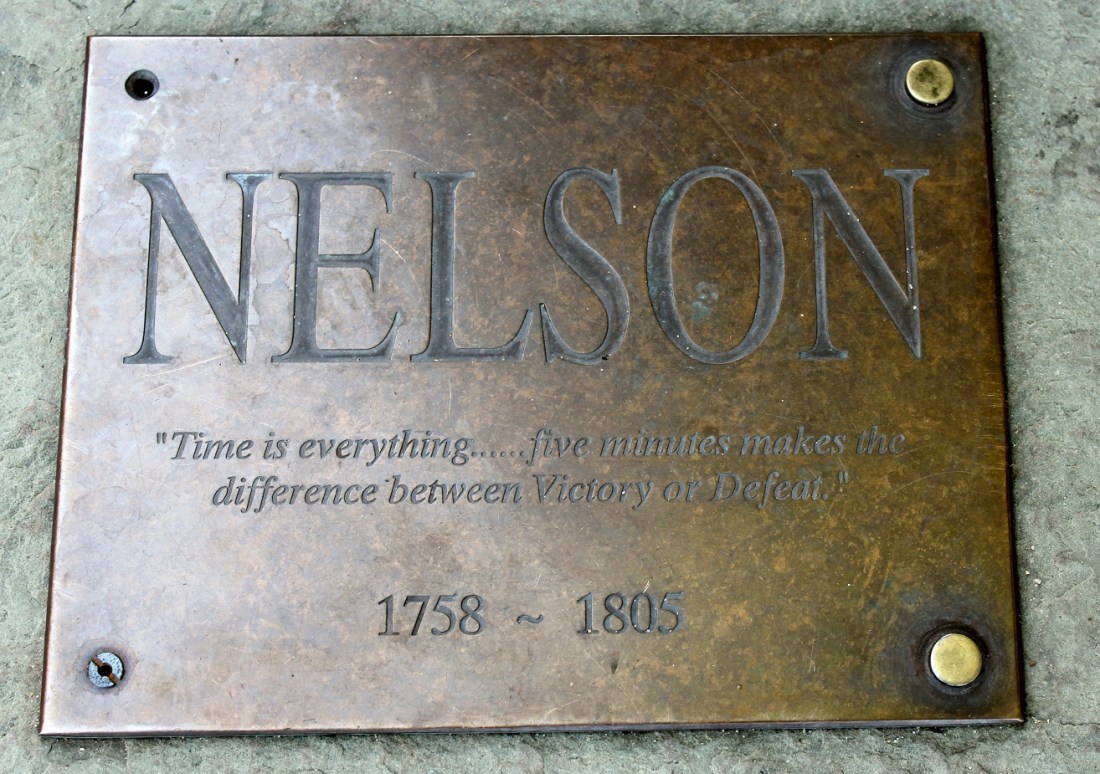 NELSON
"Time is everything......five minutes makes the
difference between Victory or Defeat."
1758 ~ 1805